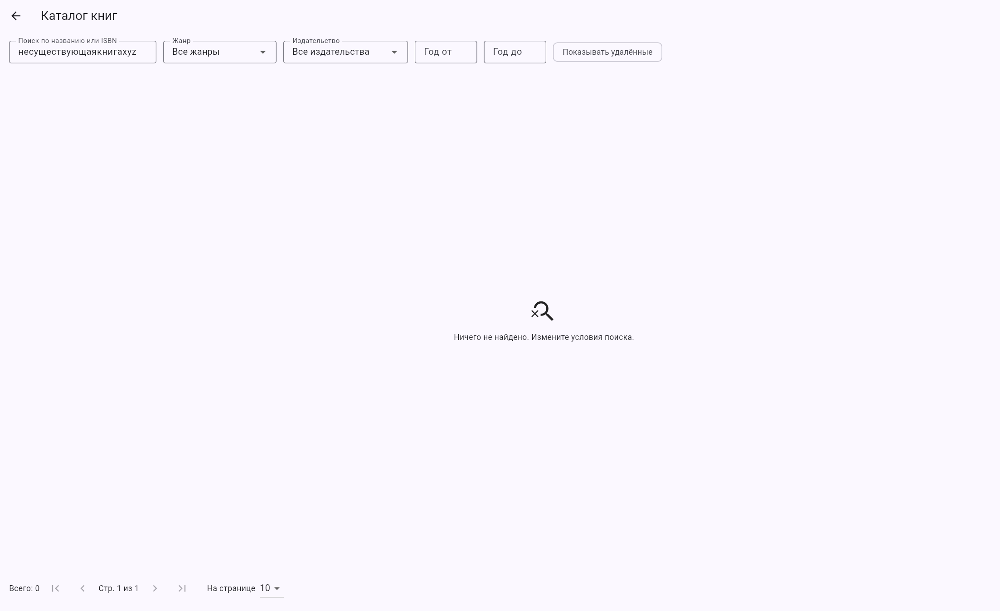 Каталог книг
Поиск по названию или ISBN
несуществующаякнигахуz
Жанр
Все жанры
Издательство
Все издательства
Год от
Год до
Показывать удалённые
Ничего не найдено. Измените условия поиска.
Всего: 0
Стр. 1 из 1
На странице
10